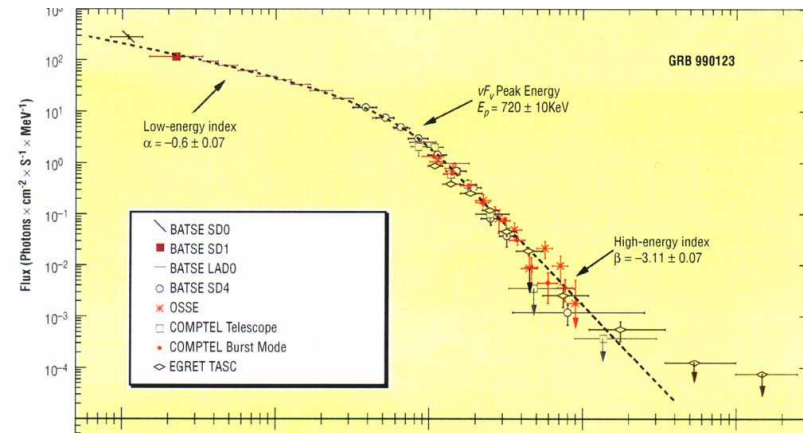 10³
10²
10
10⁰
10⁻¹
10⁻²
10⁻³
10⁻⁴
Flux (Photons × cm⁻² × S⁻¹ × MeV⁻¹)
GRB 990123
νFᵥ Peak Energy
Eₚ = 720 ± 10KeV
Low-energy index
α = −0.6 ± 0.07
High-energy index
β = −3.11 ± 0.07
BATSE SD0
BATSE SD1
BATSE LAD0
BATSE SD4
OSSE
COMPTEL Telescope
COMPTEL Burst Mode
EGRET TASC